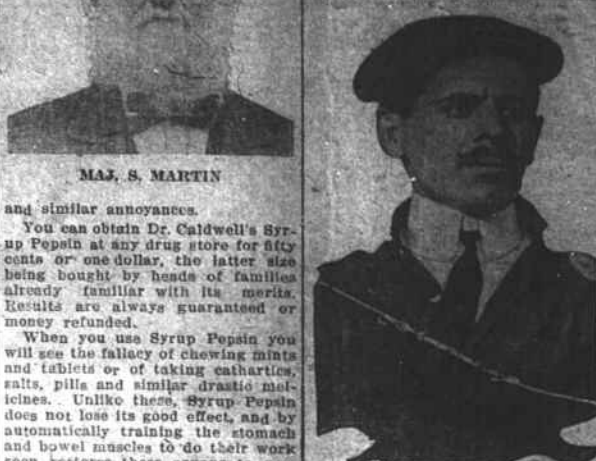 MAJ. S. MARTIN
and similar annoyances.
You can obtain Dr. Caldwell's Syr-
up Pepsin at any drug store for fifty
cents or one dollar, the latter size
being bought by heads of families
already familiar with its merits.
Results are always guaranteed or
money refunded.
When you use Syrup Pepsin you
will see the fallacy of chewing mints
and tablets or of taking cathartics,
salts, pills and similar drastic med-
icines. Unlike these, Syrup Pepsin
does not lose its good effect, and by
automatically training the stomach
and bowel muscles to do their work